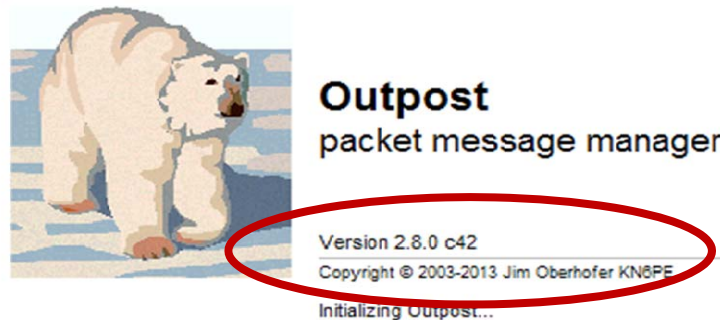 Outpost
packet message manager
Version 2.8.0 c42
Copyright © 2003-2013 Jim Oberhofer KN6PE
Initializing Outpost...